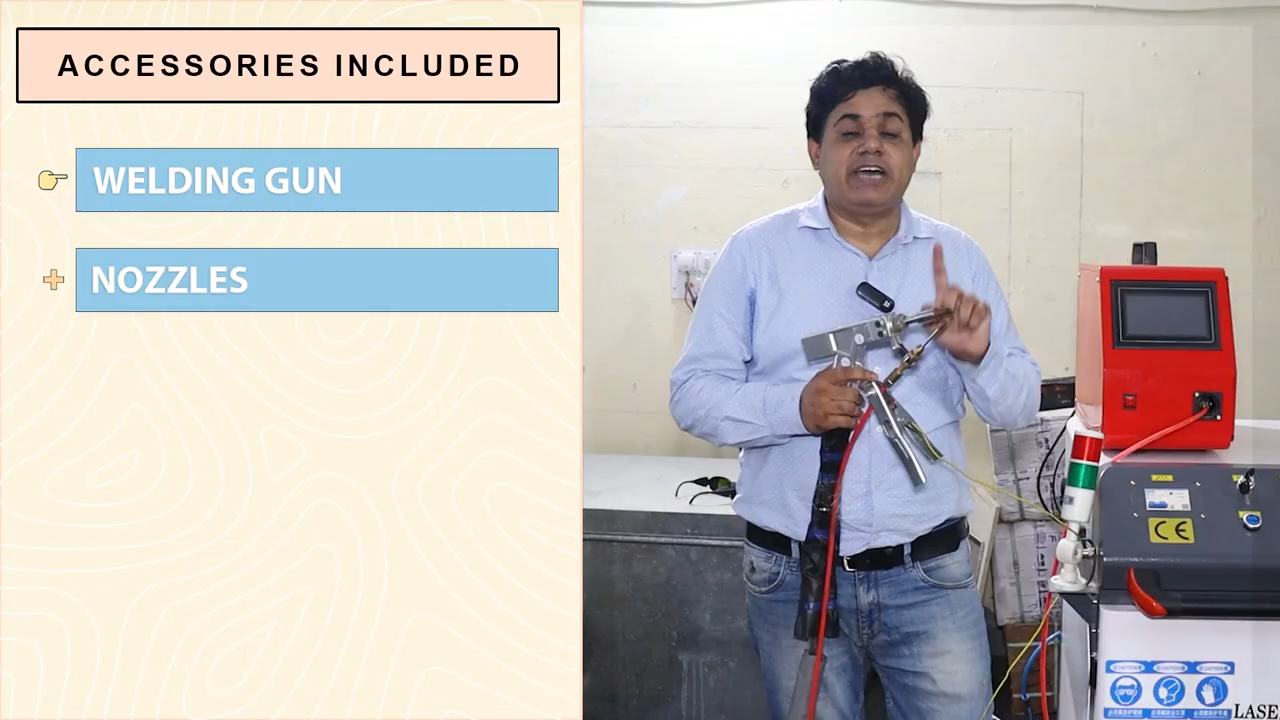 ACCESSORIES INCLUDED
WELDING GUN
NOZZLES
CE
LASE